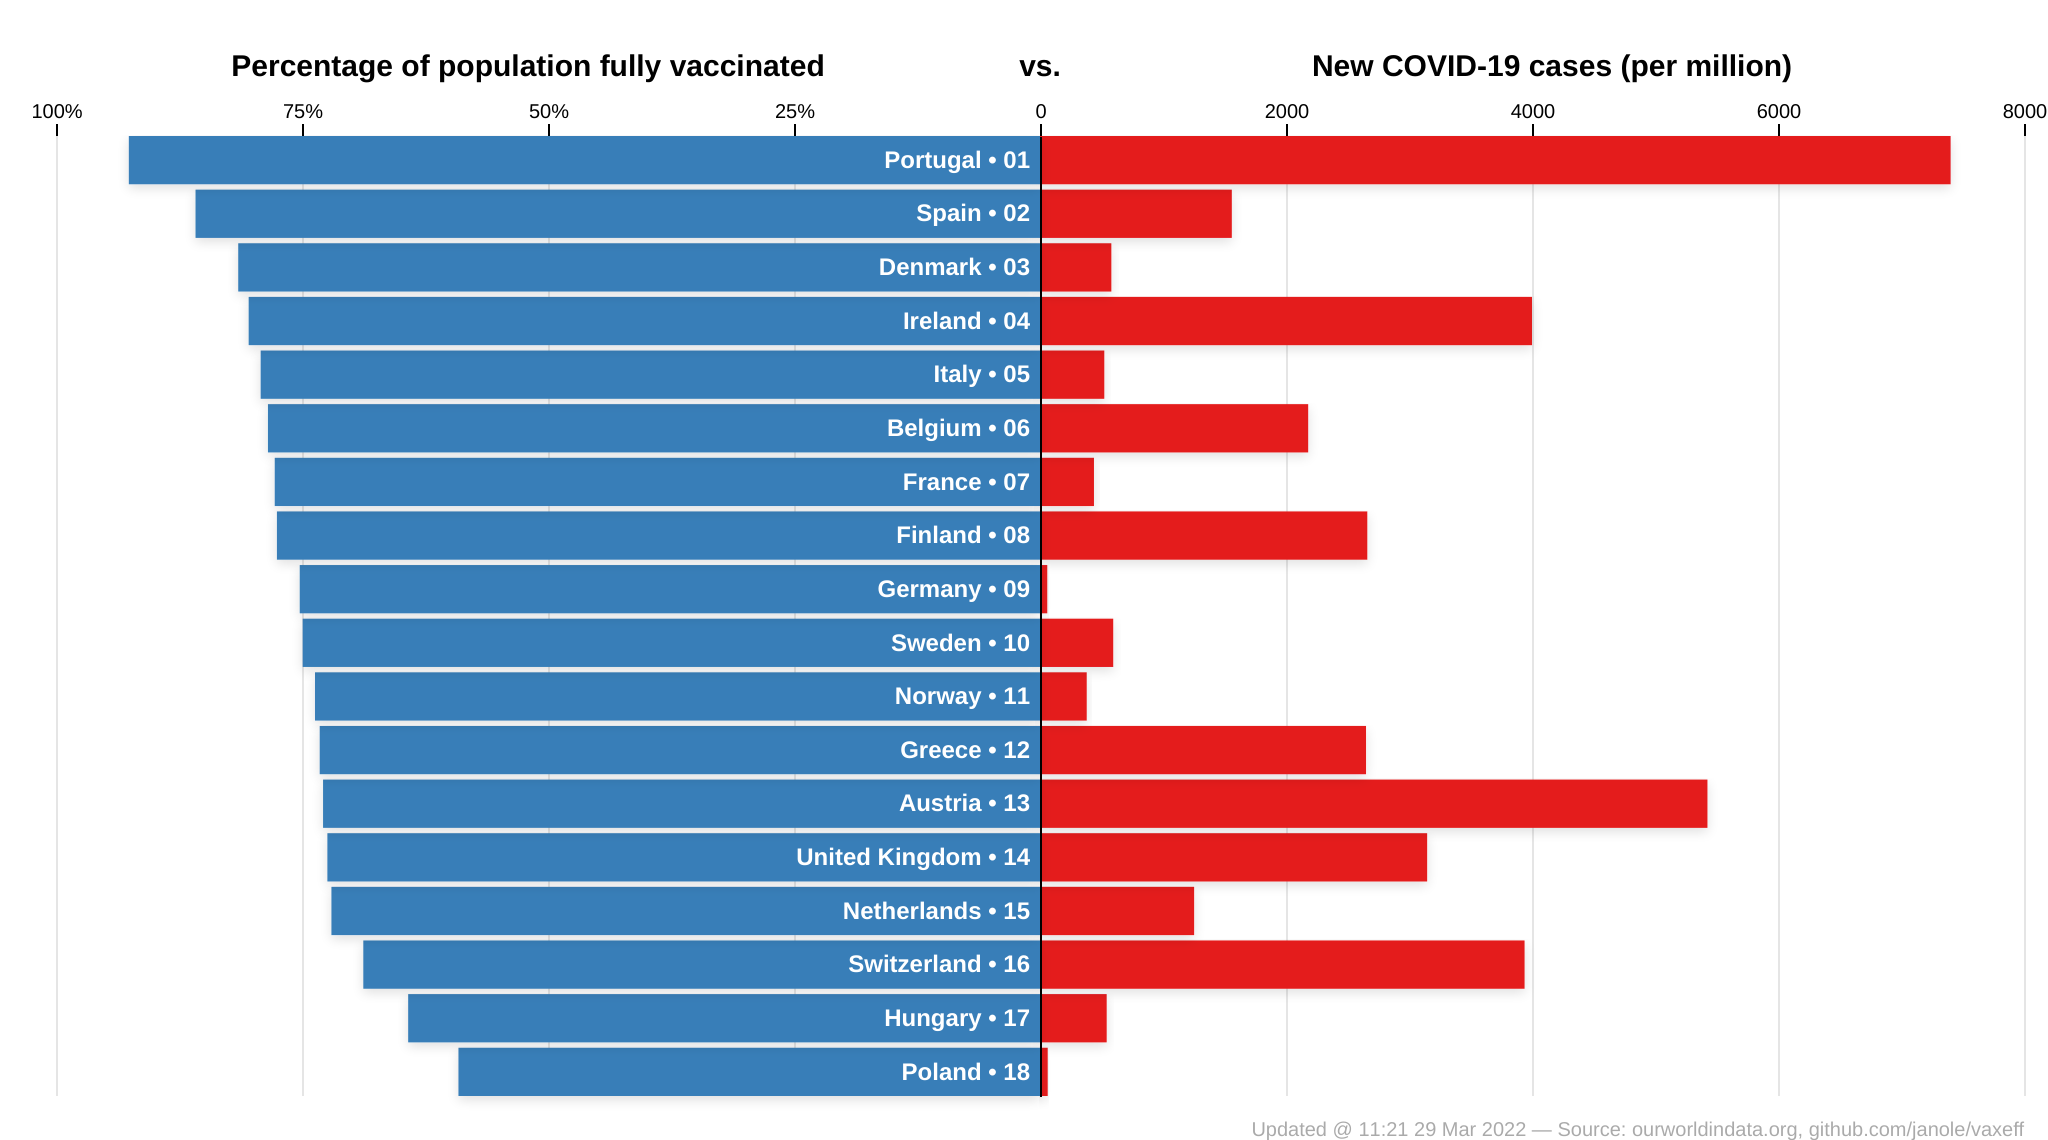 Percentage of population fully vaccinated vs. New COVID-19 cases (per million)
100% 75% 50% 25% 0 2000 4000 6000 8000
Portugal • 01
Spain • 02
Denmark • 03
Ireland • 04
Italy • 05
Belgium • 06
France • 07
Finland • 08
Germany • 09
Sweden • 10
Norway • 11
Greece • 12
Austria • 13
United Kingdom • 14
Netherlands • 15
Switzerland • 16
Hungary • 17
Poland • 18
Updated @ 11:21 29 Mar 2022 — Source: ourworldindata.org, github.com/janole/vaxeff